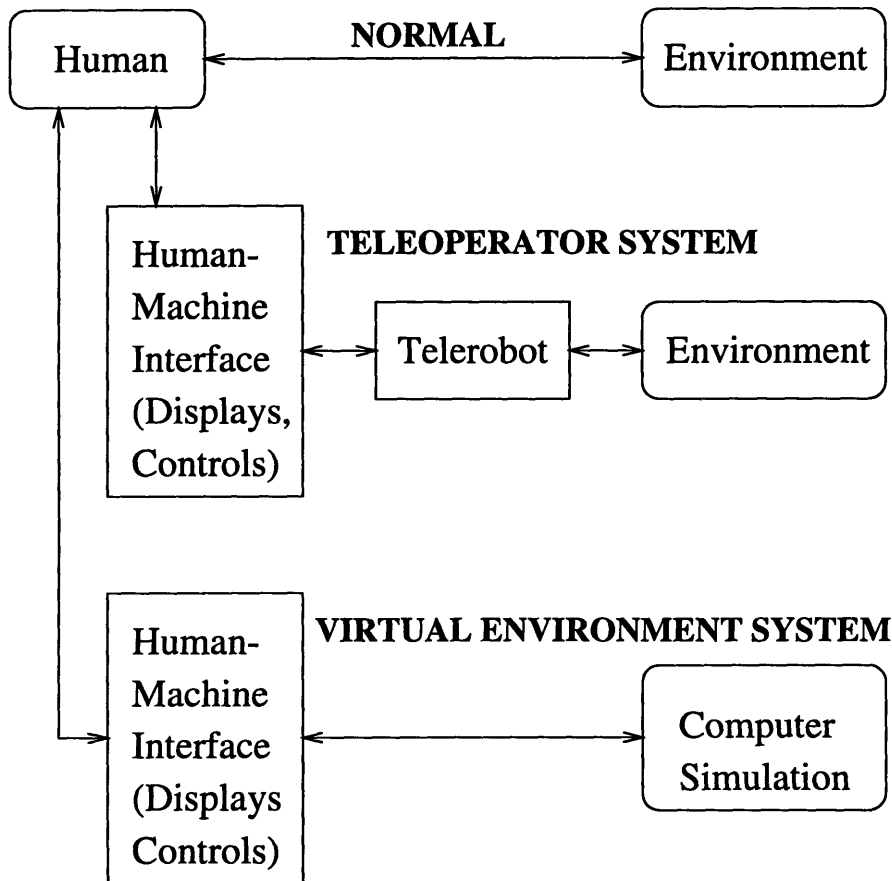 Human
NORMAL
Environment
Human-
Machine
Interface
(Displays,
Controls)
TELEOPERATOR SYSTEM
Telerobot
Environment
Human-
Machine
Interface
(Displays
Controls)
VIRTUAL ENVIRONMENT SYSTEM
Computer
Simulation